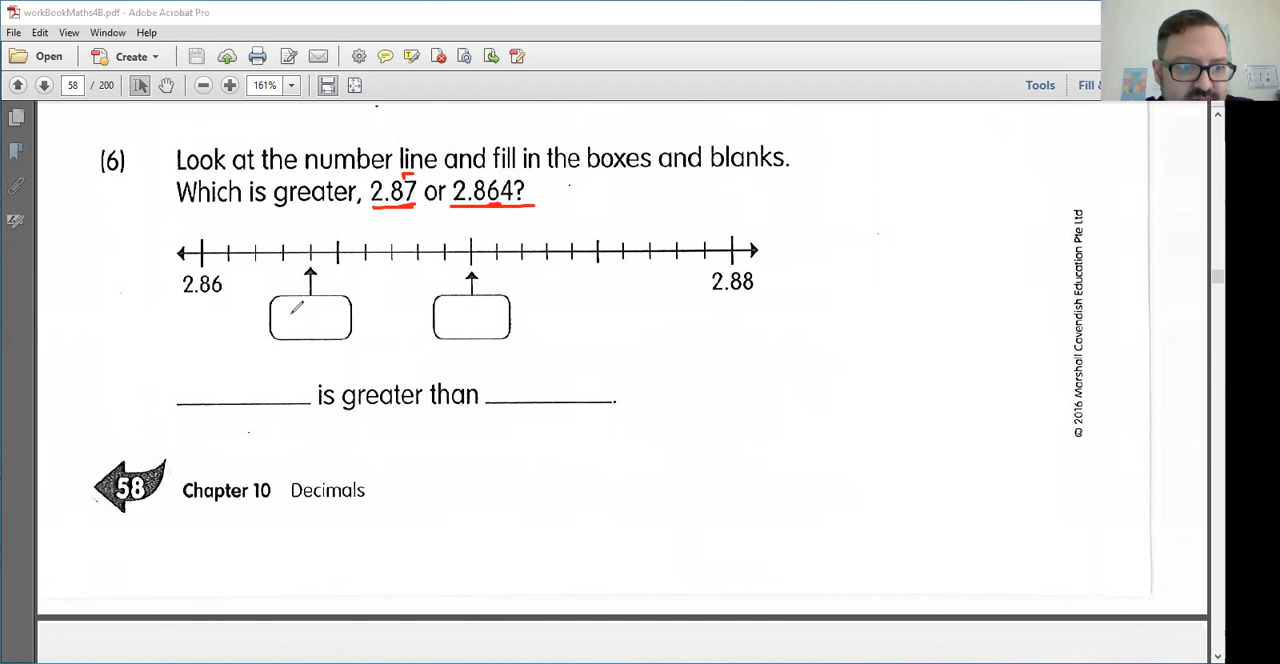 workBookMaths4B.pdf - Adobe Acrobat Pro
File Edit View Window Help
Open Create
58 / 200 161% Tools Fill &
(6) Look at the number line and fill in the boxes and blanks.
Which is greater, 2.87 or 2.864?
2.86 2.88
is greater than .
58 Chapter 10 Decimals
© 2016 Marshall Cavendish Education Pte Ltd